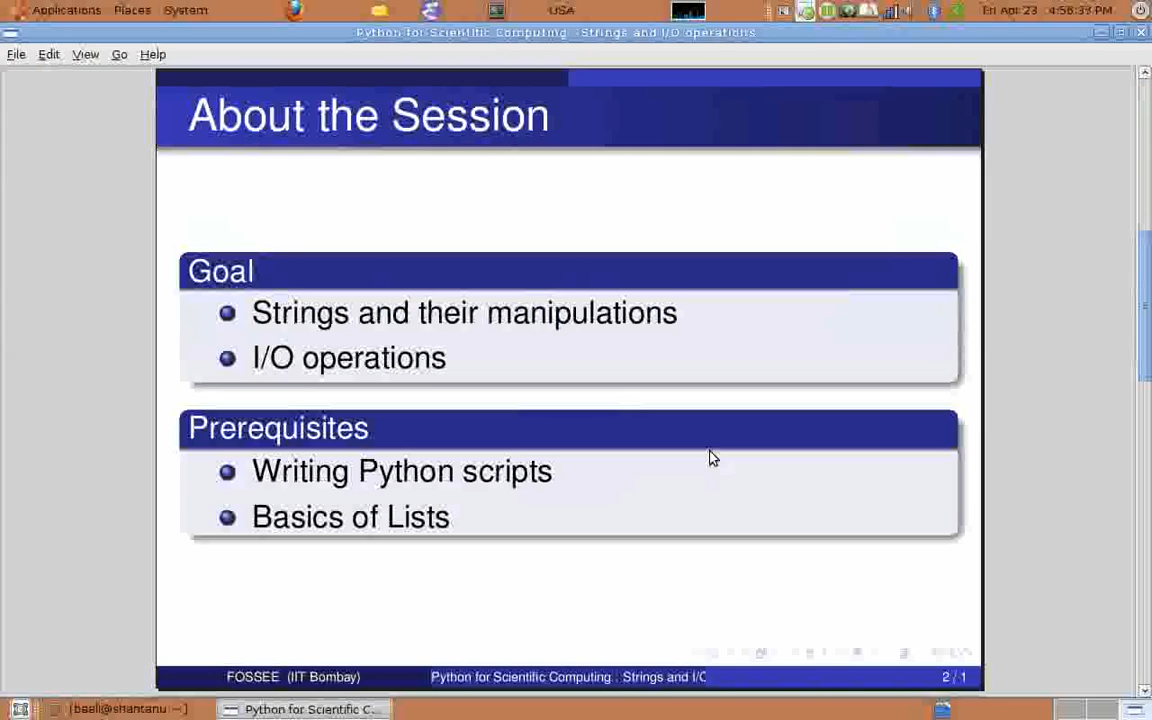 Applications Places System USA Fri Apr 23 4:56:33 PM
Python for Scientific Computing : Strings and I/O operations
File Edit View Go Help
About the Session
Goal
Strings and their manipulations
I/O operations
Prerequisites
Writing Python scripts
Basics of Lists
FOSSEE (IIT Bombay) Python for Scientific Computing : Strings and I/O 2 / 1
[baali@shantanu: ~] Python for Scientific C...